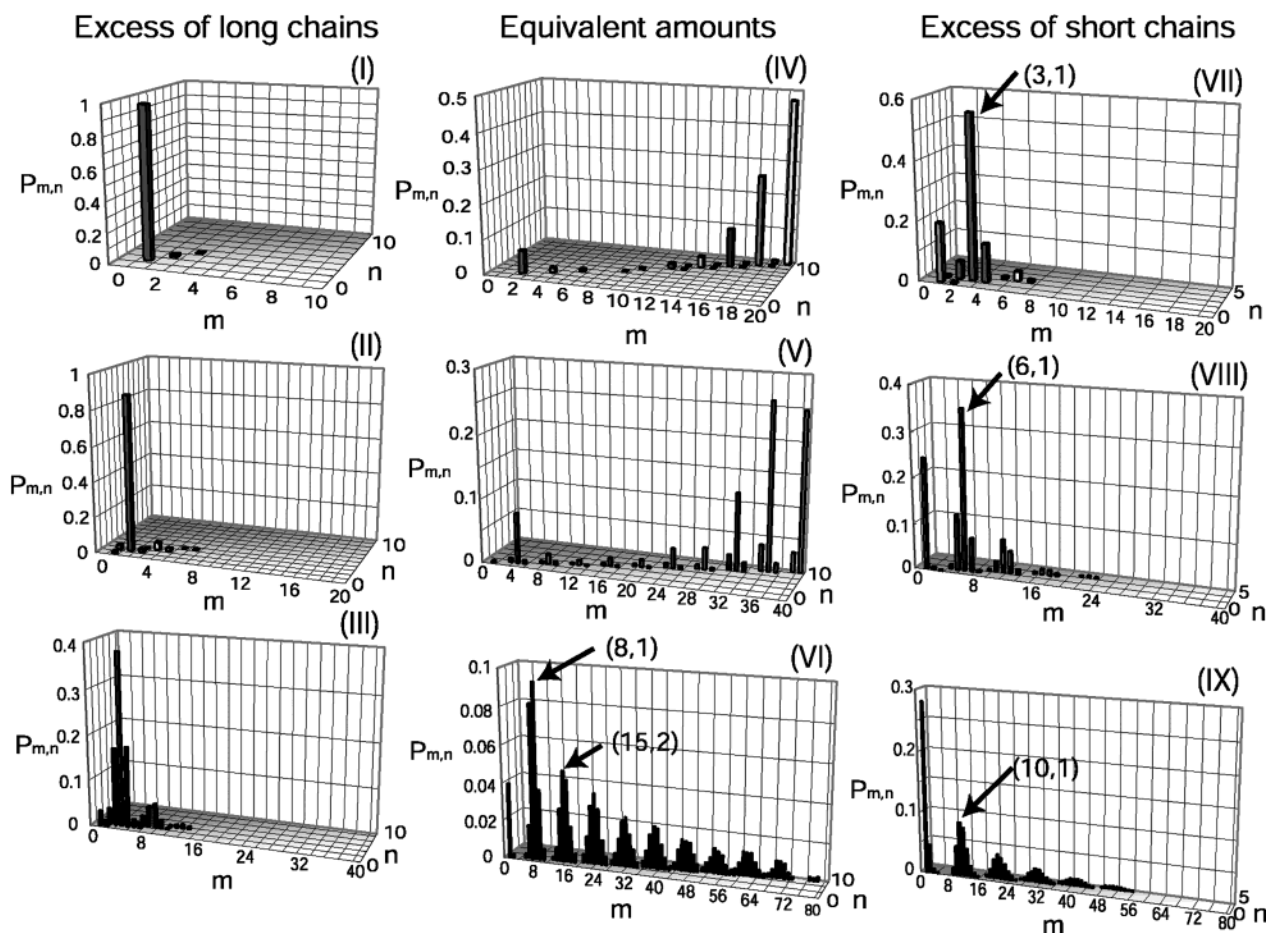 Excess of long chains
Equivalent amounts
Excess of short chains
(I)
1
0.8
0.6
0.4
0.2
0
P m,n
0 2 4 6 8 10
m
0
10
n
(IV)
0.5
0.4
0.3
0.2
0.1
0
P m,n
0 2 4 6 8 10 12 14 16 18 20
m
0
10
n
(3,1)
(VII)
0.6
0.4
0.2
0
P m,n
0 2 4 6 8 10 12 14 16 18 20
m
0
5
n
(II)
1
0.8
0.6
0.4
0.2
0
P m,n
0 4 8 12 16 20
m
0
10
n
(V)
0.3
0.2
0.1
0
P m,n
0 4 8 12 16 20 24 28 32 36 40
m
0
10
n
(6,1)
(VIII)
0.4
0.3
0.2
0.1
0
P m,n
0 8 16 24 32 40
m
0
5
n
(III)
0.4
0.3
0.2
0.1
0
P m,n
0 8 16 24 32 40
m
0
10
n
(8,1)
(15,2)
(VI)
0.1
0.08
0.06
0.04
0.02
0
P m,n
0 8 16 24 32 40 48 56 64 72 80
m
0
10
n
(10,1)
(IX)
0.3
0.2
0.1
0
P m,n
0 8 16 24 32 40 48 56 64 72 80
m
0
5
n